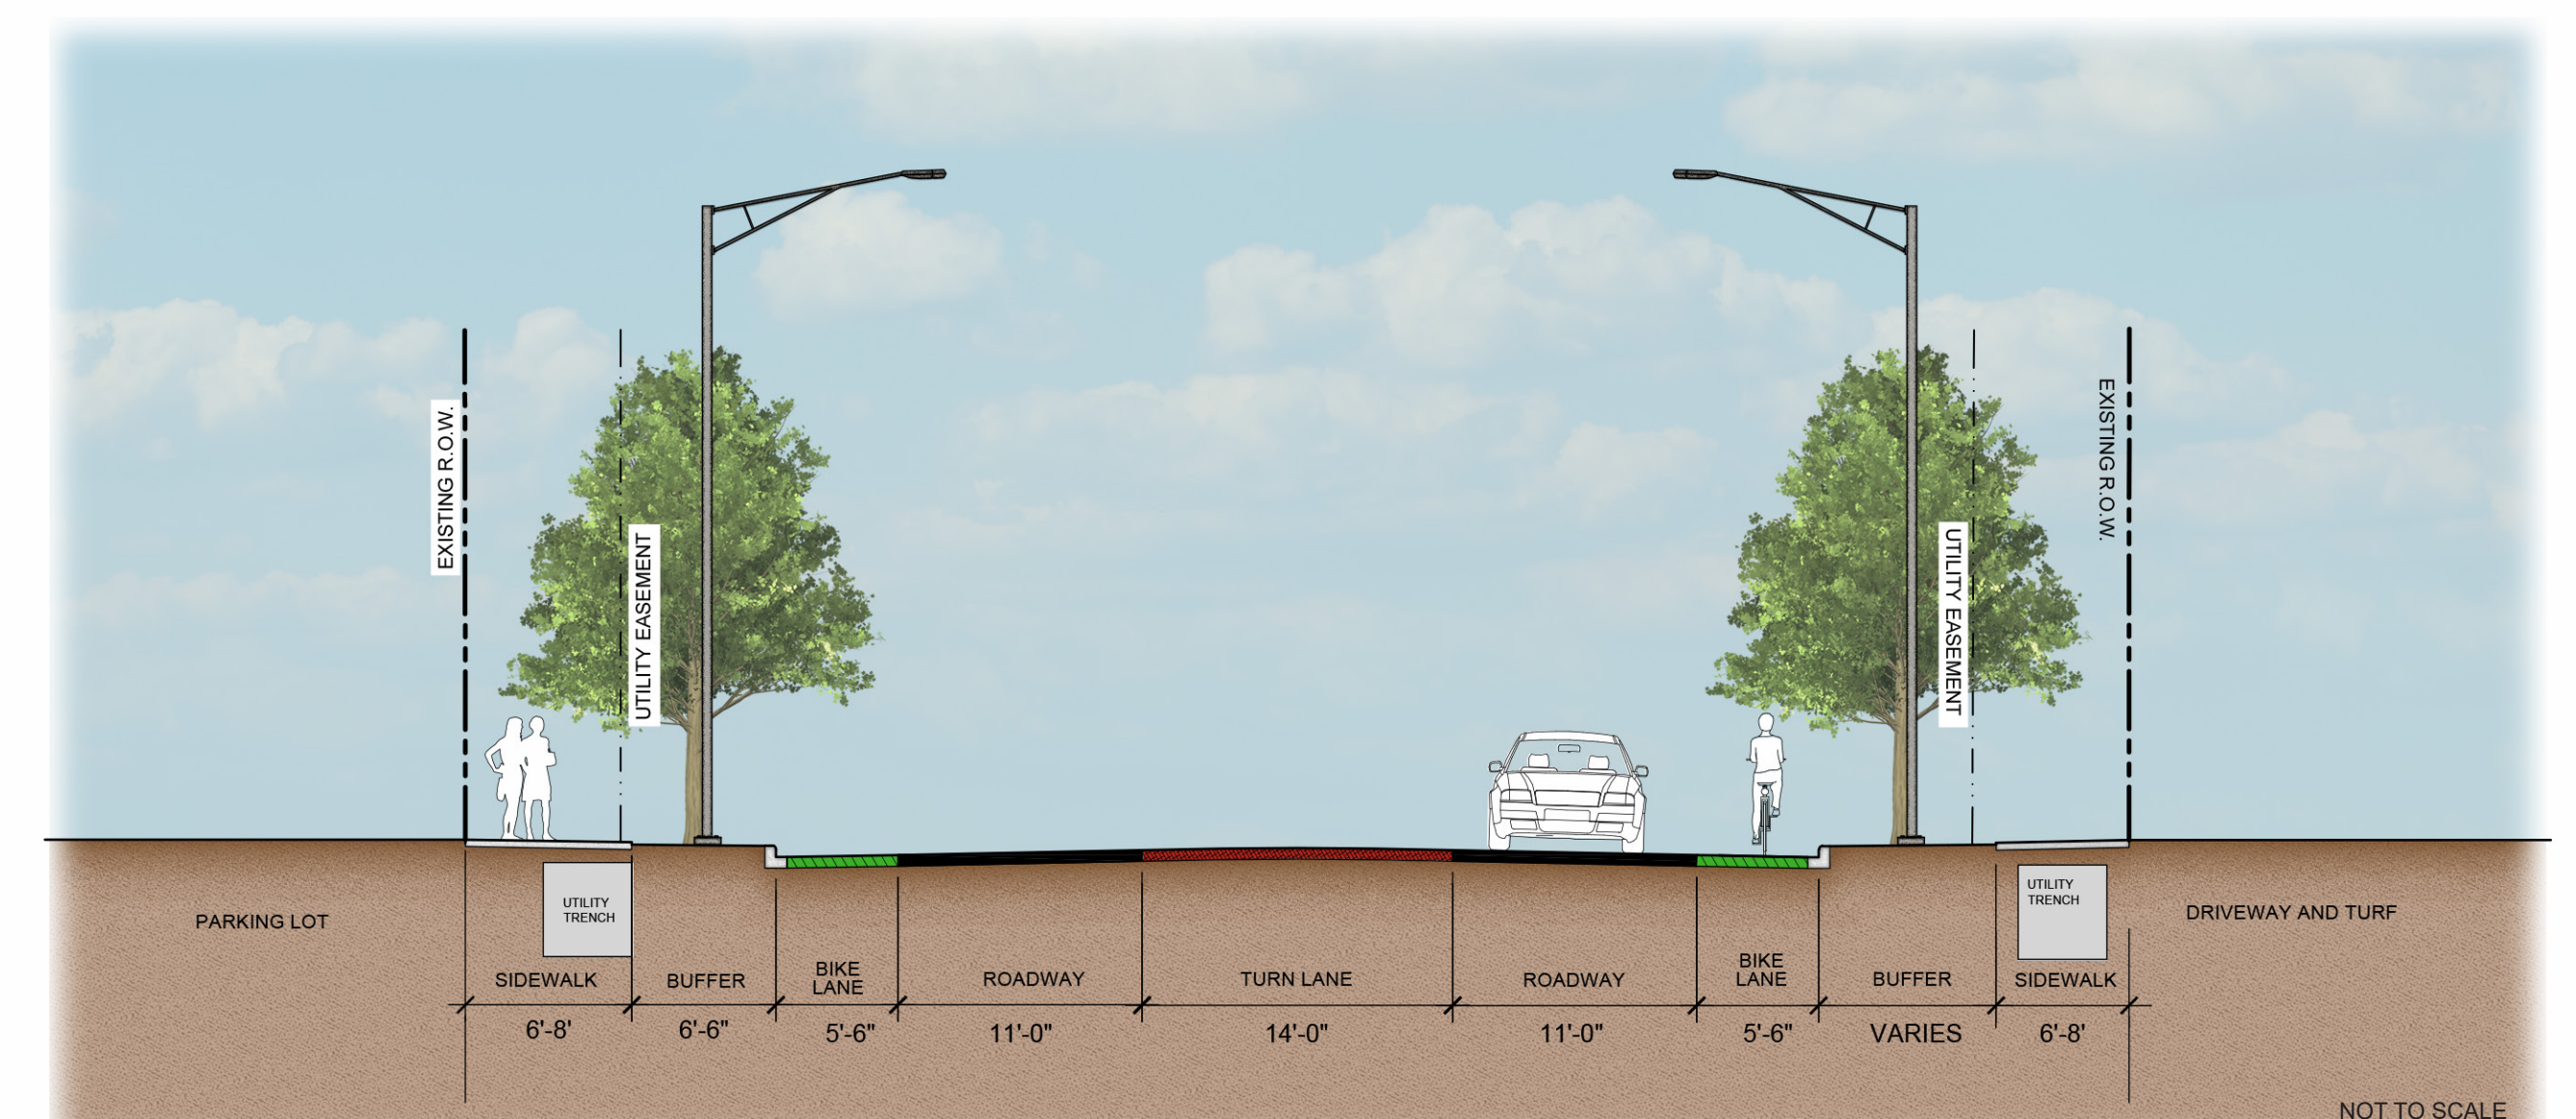 EXISTING R.O.W.
UTILITY EASEMENT
UTILITY EASEMENT
EXISTING R.O.W.
PARKING LOT
UTILITY
TRENCH
UTILITY
TRENCH
DRIVEWAY AND TURF
SIDEWALK
BUFFER
BIKE
LANE
ROADWAY
TURN LANE
ROADWAY
BIKE
LANE
BUFFER
SIDEWALK
6'-8'
6'-6"
5'-6"
11'-0"
14'-0"
11'-0"
5'-6"
VARIES
6'-8'
NOT TO SCALE